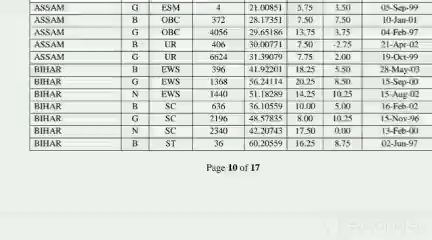 ASSAM G ESM 4 21.00851 5.75 3.50 05-Sep-99
ASSAM B OBC 372 28.17351 7.50 7.50 10-Jan-01
ASSAM G OBC 4056 29.65186 13.75 3.75 04-Feb-97
ASSAM B UR 406 30.00771 7.50 -2.75 21-Apr-02
ASSAM G UR 6624 31.39079 7.75 2.00 19-Oct-99
BIHAR B EWS 396 41.92201 18.25 5.50 28-May-03
BIHAR G EWS 1368 56.24114 20.25 8.50 15-Sep-00
BIHAR N EWS 1440 51.18289 14.25 10.25 15-Aug-02
BIHAR B SC 636 36.10559 10.00 5.00 16-Feb-02
BIHAR G SC 2196 48.57835 8.00 10.25 15-Nov-96
BIHAR N SC 2340 42.20743 17.50 0.00 13-Feb-00
BIHAR B ST 36 60.20559 16.25 8.75 02-Jun-97
Page 10 of 17